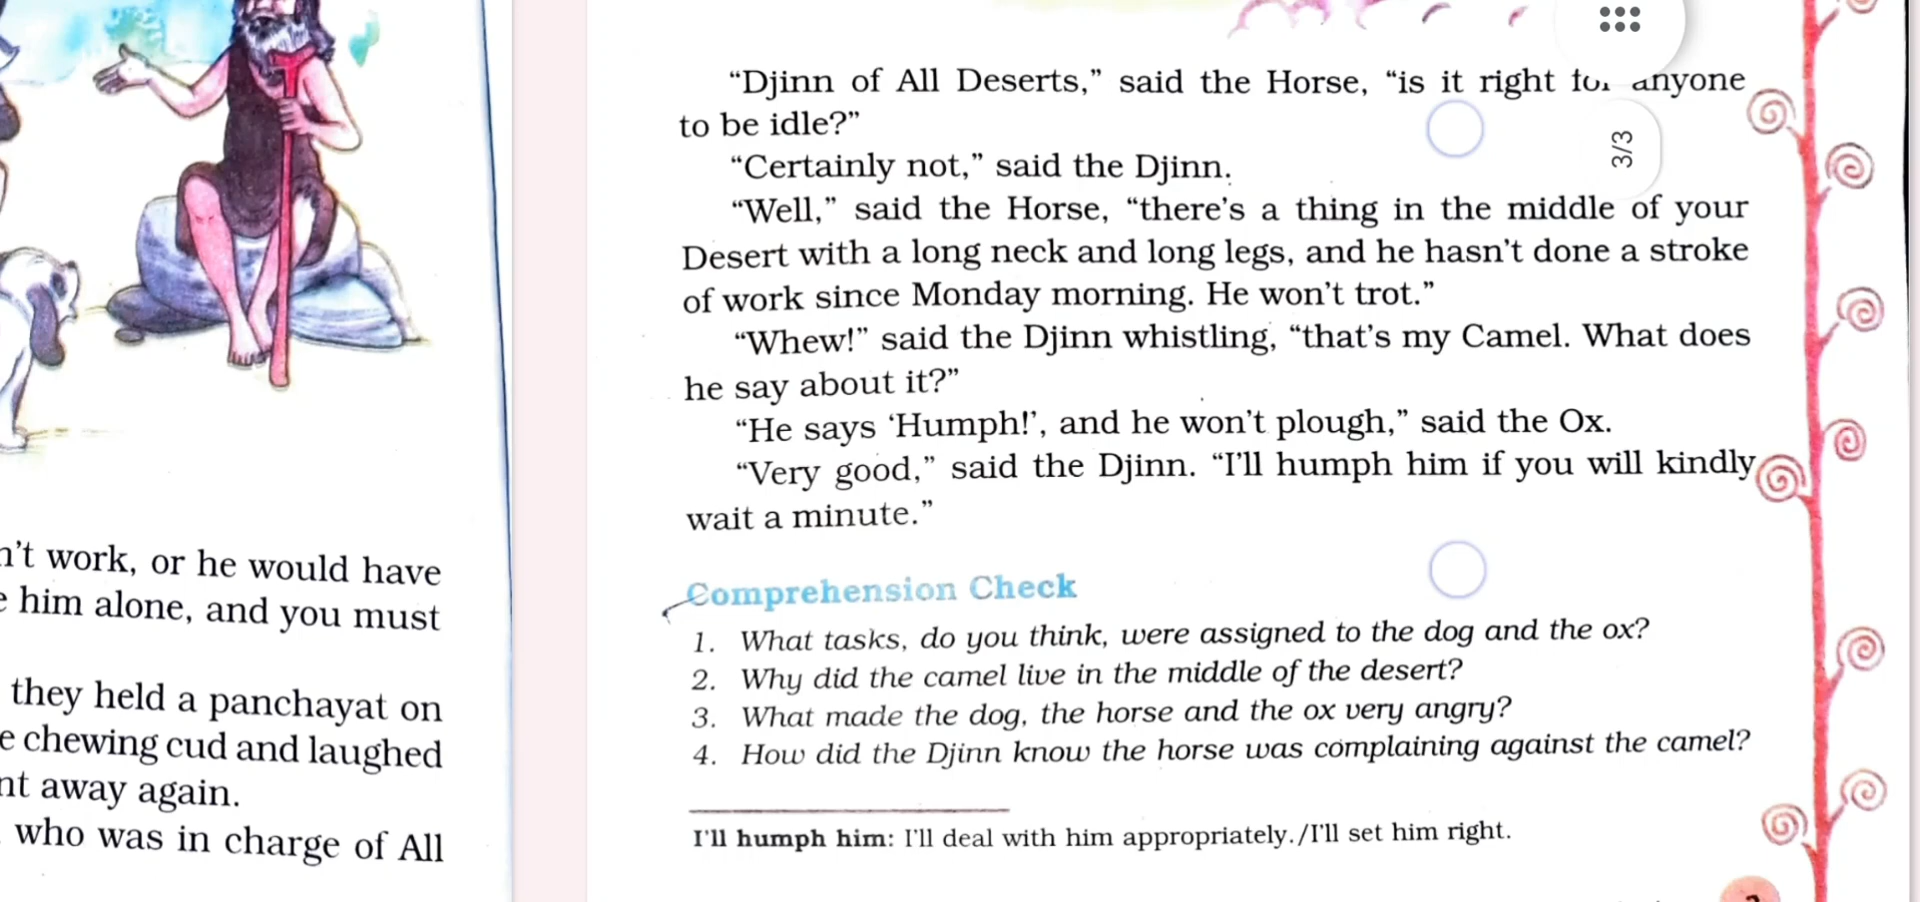 n't work, or he would have
e him alone, and you must
they held a panchayat on
e chewing cud and laughed
nt away again.
who was in charge of All
“Djinn of All Deserts,” said the Horse, “is it right for anyone
to be idle?”
“Certainly not,” said the Djinn.
“Well,” said the Horse, “there’s a thing in the middle of your
Desert with a long neck and long legs, and he hasn’t done a stroke
of work since Monday morning. He won’t trot.”
“Whew!” said the Djinn whistling, “that’s my Camel. What does
he say about it?”
“He says ‘Humph!’, and he won’t plough,” said the Ox.
“Very good,” said the Djinn. “I’ll humph him if you will kindly
wait a minute.”
Comprehension Check
1. What tasks, do you think, were assigned to the dog and the ox?
2. Why did the camel live in the middle of the desert?
3. What made the dog, the horse and the ox very angry?
4. How did the Djinn know the horse was complaining against the camel?
I’ll humph him: I’ll deal with him appropriately./I’ll set him right.
3/3